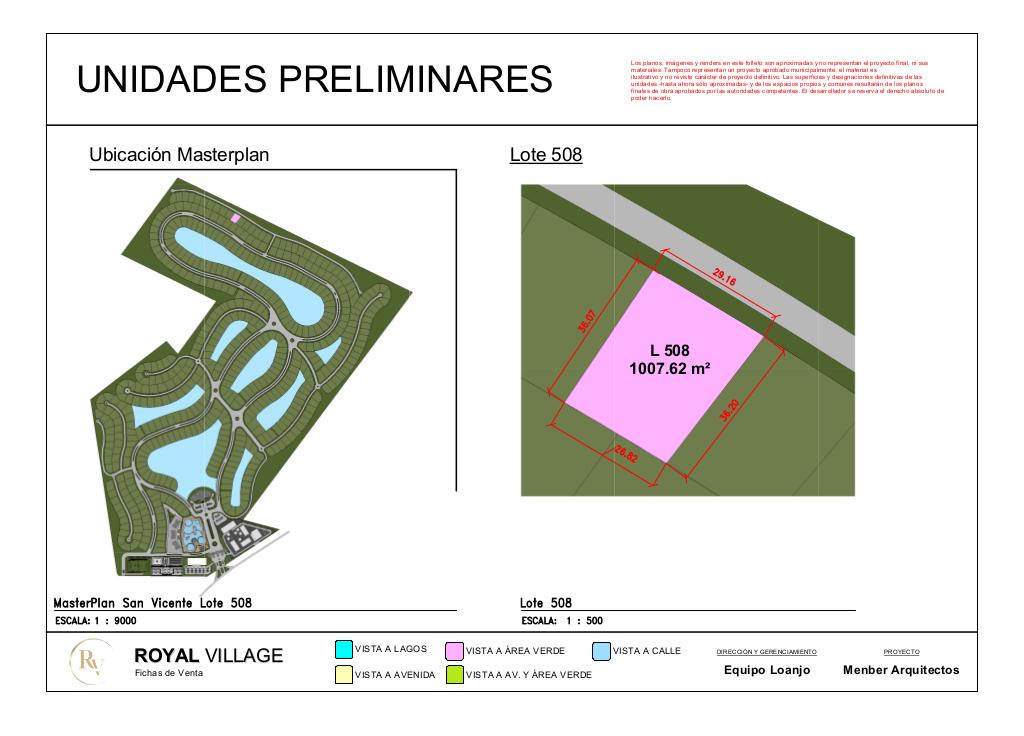 UNIDADES PRELIMINARES
Los planos, imágenes y renders en este folleto son aproximadas y no representan el proyecto final, ni sus
materiales. Tampoco representan un proyecto aprobado municipalmente, el material es
ilustrativo y no reviste carácter de proyecto definitivo. Las superficies y designaciones definitivas de las
unidades -hasta ahora sólo aproximadas- y de los espacios propios y comunes resultarán de los planos
finales de obra aprobados por las autoridades competentes. El desarrollador se reserva el derecho absoluto de
poder hacerlo.
Ubicación Masterplan
Lote 508
29.16
36.07
L 508
1007.62 m²
36.20
26.82
MasterPlan San Vicente Lote 508
ESCALA: 1 : 9000
Lote 508
ESCALA: 1 : 500
RV
ROYAL VILLAGE
Fichas de Venta
VISTA A LAGOS
VISTA A ÁREA VERDE
VISTA A CALLE
VISTA A AVENIDA
VISTA A AV. Y ÁREA VERDE
DIRECCIÓN Y GERENCIAMIENTO
Equipo Loanjo
PROYECTO
Menber Arquitectos